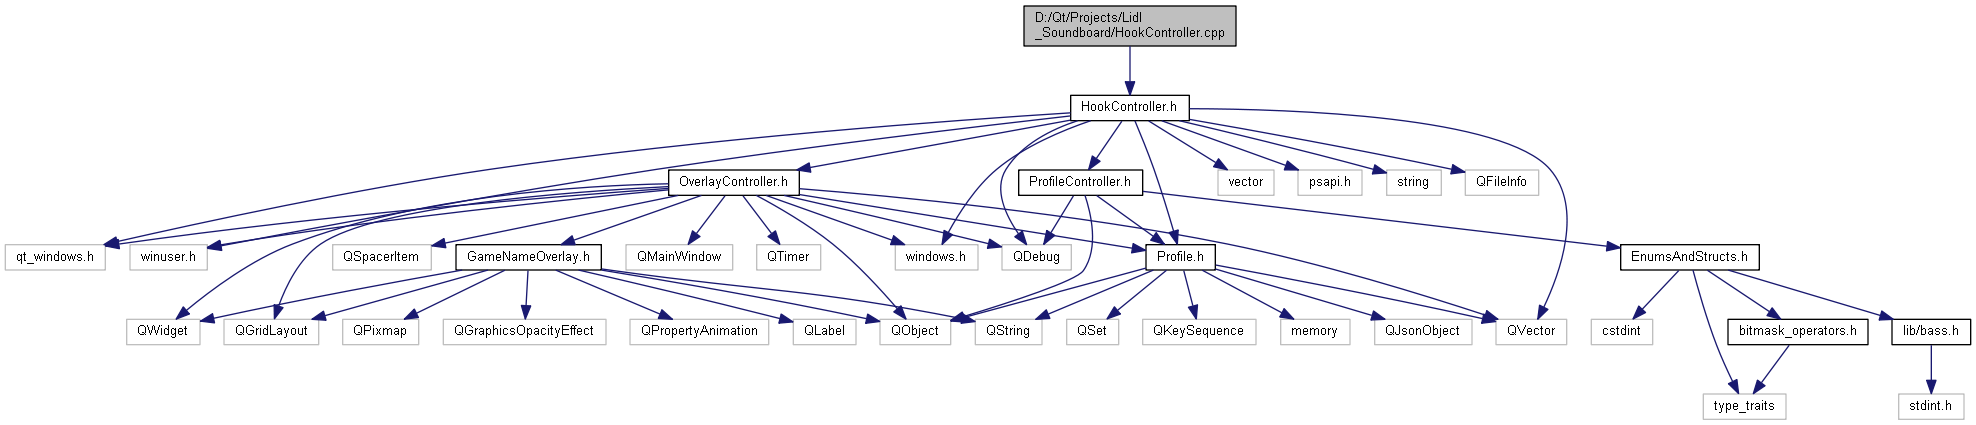 D:/Qt/Projects/Lidl
_Soundboard/HookController.cpp
HookController.h
OverlayController.h
ProfileController.h
vector
psapi.h
string
QFileInfo
qt_windows.h
winuser.h
QSpacerItem
GameNameOverlay.h
QMainWindow
QTimer
windows.h
QDebug
Profile.h
EnumsAndStructs.h
QWidget
QGridLayout
QPixmap
QGraphicsOpacityEffect
QPropertyAnimation
QLabel
QObject
QString
QSet
QKeySequence
memory
QJsonObject
QVector
cstdint
bitmask_operators.h
lib/bass.h
type_traits
stdint.h